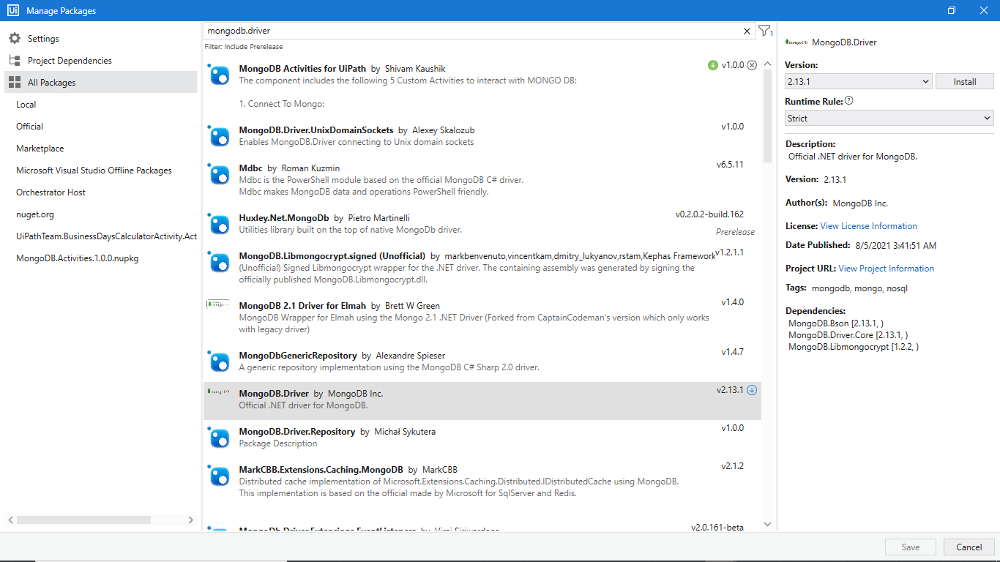 Ui Manage Packages
Settings
Project Dependencies
All Packages
Local
Official
Marketplace
Microsoft Visual Studio Offline Packages
Orchestrator Host
nuget.org
UiPathTeam.BusinessDaysCalculatorActivity.Act
MongoDB.Activities.1.0.0.nupkg
mongodb.driver
1
Filter: Include Prerelease
MongoDB Activities for UiPath by Shivam Kaushik v1.0.0
The component includes the following 5 Custom Activities to interact with MONGO DB:
1. Connect To Mongo:
MongoDB.Driver.UnixDomainSockets by Alexey Skalozub v1.0.0
Enables MongoDB.Driver connecting to Unix domain sockets
Mdbc by Roman Kuzmin v6.5.11
Mdbc is the PowerShell module based on the official MongoDB C# driver.
Mdbc makes MongoDB data and operations PowerShell friendly.
Huxley.Net.MongoDb by Pietro Martinelli v0.2.0.2-build.162
Utilities library built on the top of native MongoDb driver.
Prerelease
MongoDB.Libmongocrypt.signed (Unofficial) by markbenvenuto,vincentkam,dmitry_lukyanov,rstam,Kephas Framework v1.2.1.1
(Unofficial) Signed Libmongocrypt wrapper for the .NET driver. The containing assembly was generated by signing the
officially published MongoDB.Libmongocrypt.dll.
MongoDB 2.1 Driver for Elmah by Brett W Green v1.4.0
MongoDB Wrapper for Elmah using the Mongo 2.1 .NET Driver (Forked from CaptainCodeman's version which only works
with legacy driver)
MongoDbGenericRepository by Alexandre Spieser v1.4.7
A generic repository implementation using the MongoDB C# Sharp 2.0 driver.
mongoDB
MongoDB.Driver by MongoDB Inc. v2.13.1
Official .NET driver for MongoDB.
MongoDB.Driver.Repository by Michał Sykutera v1.0.0
Package Description
MarkCBB.Extensions.Caching.MongoDB by MarkCBB v2.1.2
Distributed cache implementation of Microsoft.Extensions.Caching.Distributed.IDistributedCache using MongoDB.
This implementation is based on the official made by Microsoft for SqlServer and Redis.
MongoDb.Driver.Extensions.EventListeners by Viraj Siriwardana v2.0.161-beta
mongoDB MongoDB.Driver
Version:
2.13.1 Install
Runtime Rule: ?
Strict
Description:
Official .NET driver for MongoDB.
Version: 2.13.1
Author(s): MongoDB Inc.
License: View License Information
Date Published: 8/5/2021 3:41:51 AM
Project URL: View Project Information
Tags: mongodb, mongo, nosql
Dependencies:
MongoDB.Bson [2.13.1, )
MongoDB.Driver.Core [2.13.1, )
MongoDB.Libmongocrypt [1.2.2, )
Save Cancel